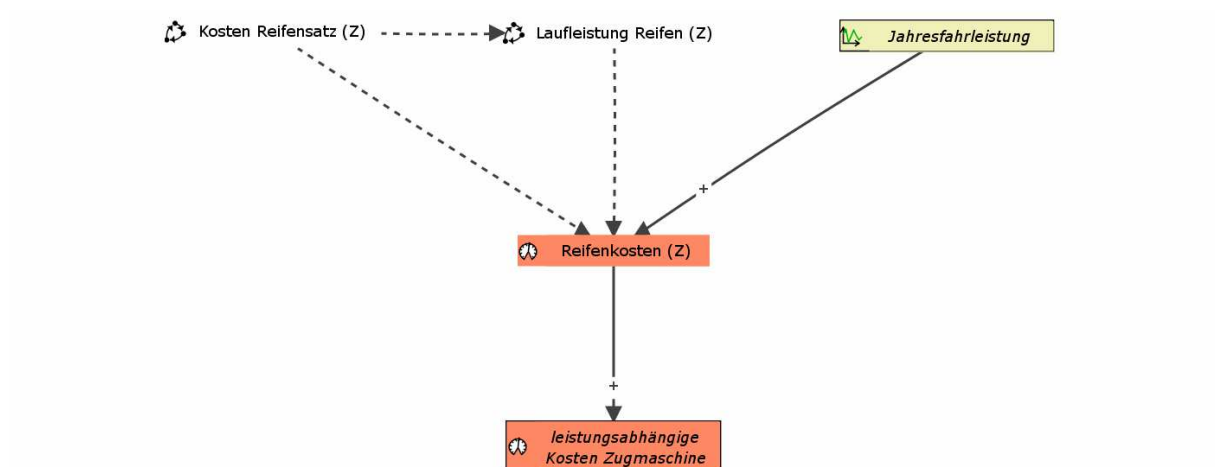 Kosten Reifensatz (Z)
Laufleistung Reifen (Z)
Jahresfahrleistung
+
Reifenkosten (Z)
+
leistungsabhängige
Kosten Zugmaschine